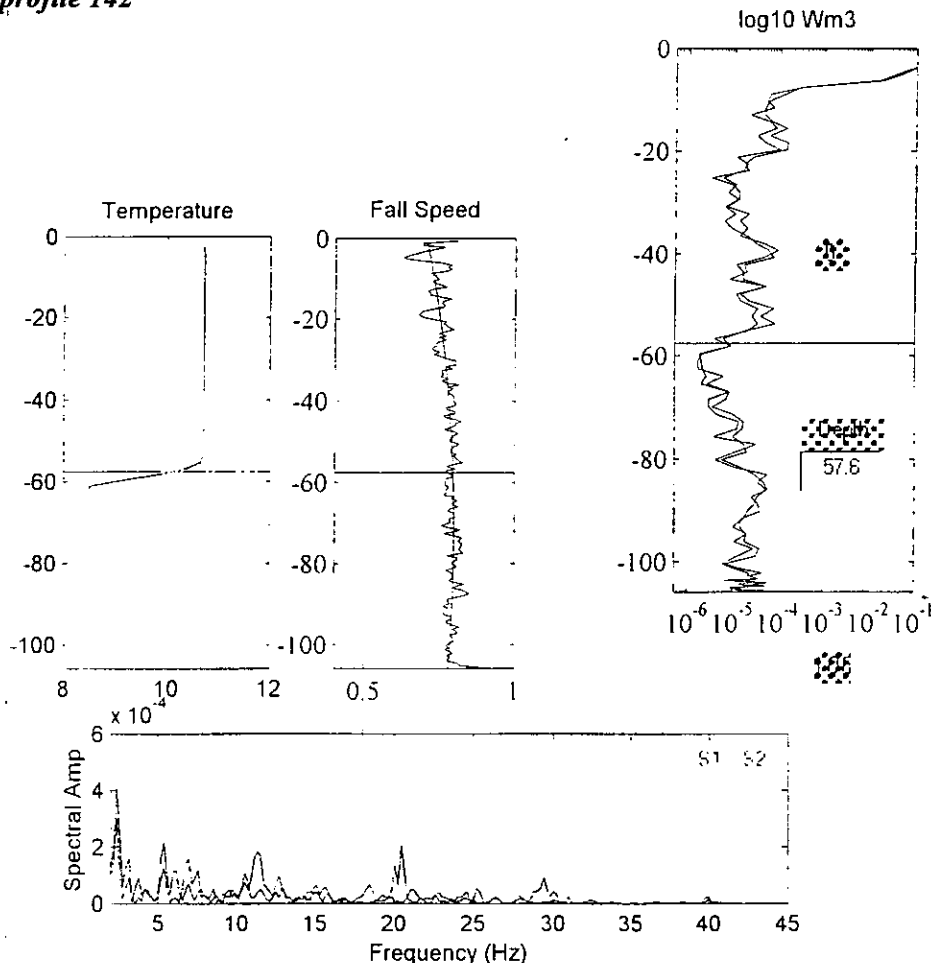 profile 142
log10 Wm3
0
-20
-40
-60
-80
-100
10-6 10-5 10-4 10-3 10-2 10-1
Depth
57.6
Temperature
0
-20
-40
-60
-80
-100
8 10 12
Fall Speed
0
-20
-40
-60
-80
-100
0.5 1
x 10-4
6
4
2
0
Spectral Amp
S1 S2
5 10 15 20 25 30 35 40 45
Frequency (Hz)